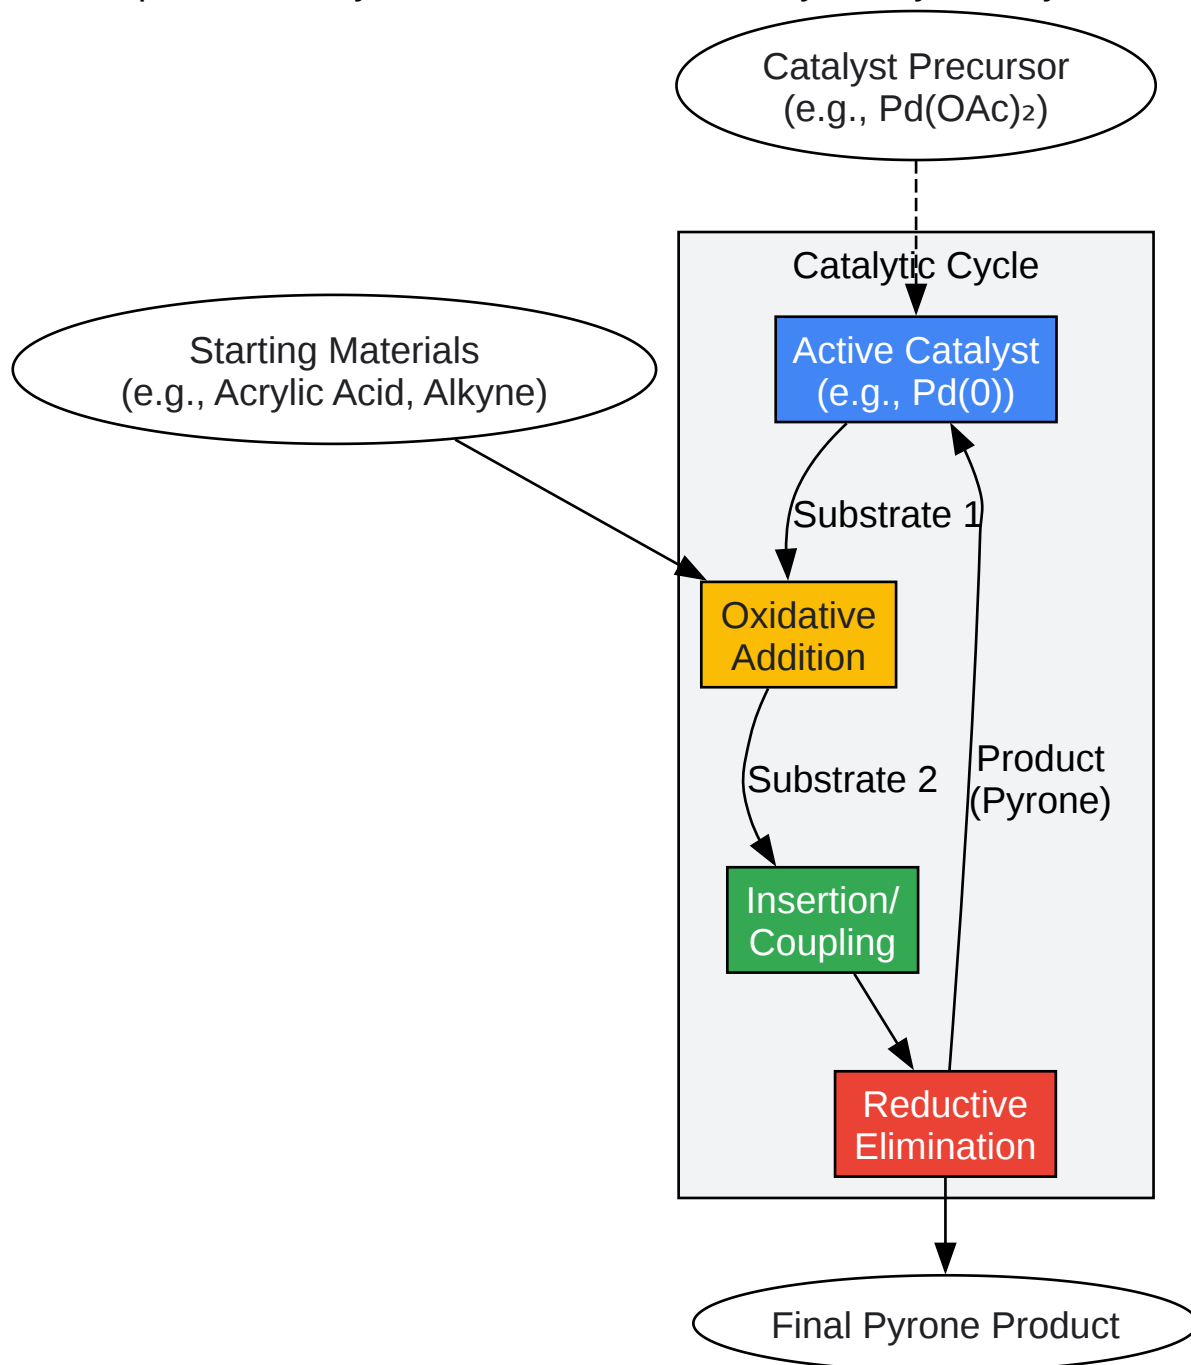 Catalyst Precursor
(e.g., Pd(OAc)₂)
Catalytic Cycle
Starting Materials
(e.g., Acrylic Acid, Alkyne)
Active Catalyst
(e.g., Pd(0))
Substrate 1
Oxidative
Addition
Substrate 2
Product
(Pyrone)
Insertion/
Coupling
Reductive
Elimination
Final Pyrone Product